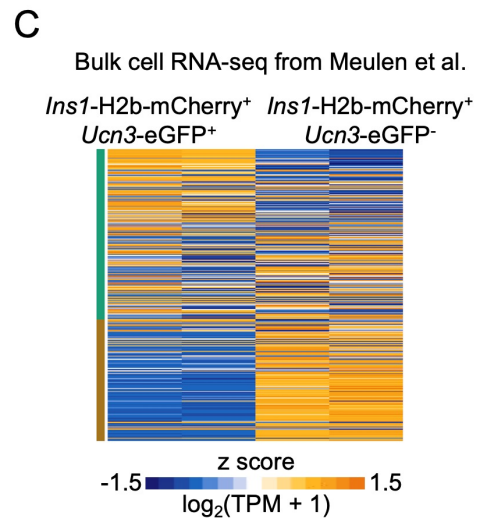 C
Bulk cell RNA-seq from Meulen et al.
Ins1-H2b-mCherry⁺ Ins1-H2b-mCherry⁺
Ucn3-eGFP⁺ Ucn3-eGFP⁻
z score
-1.5 1.5
log₂(TPM + 1)